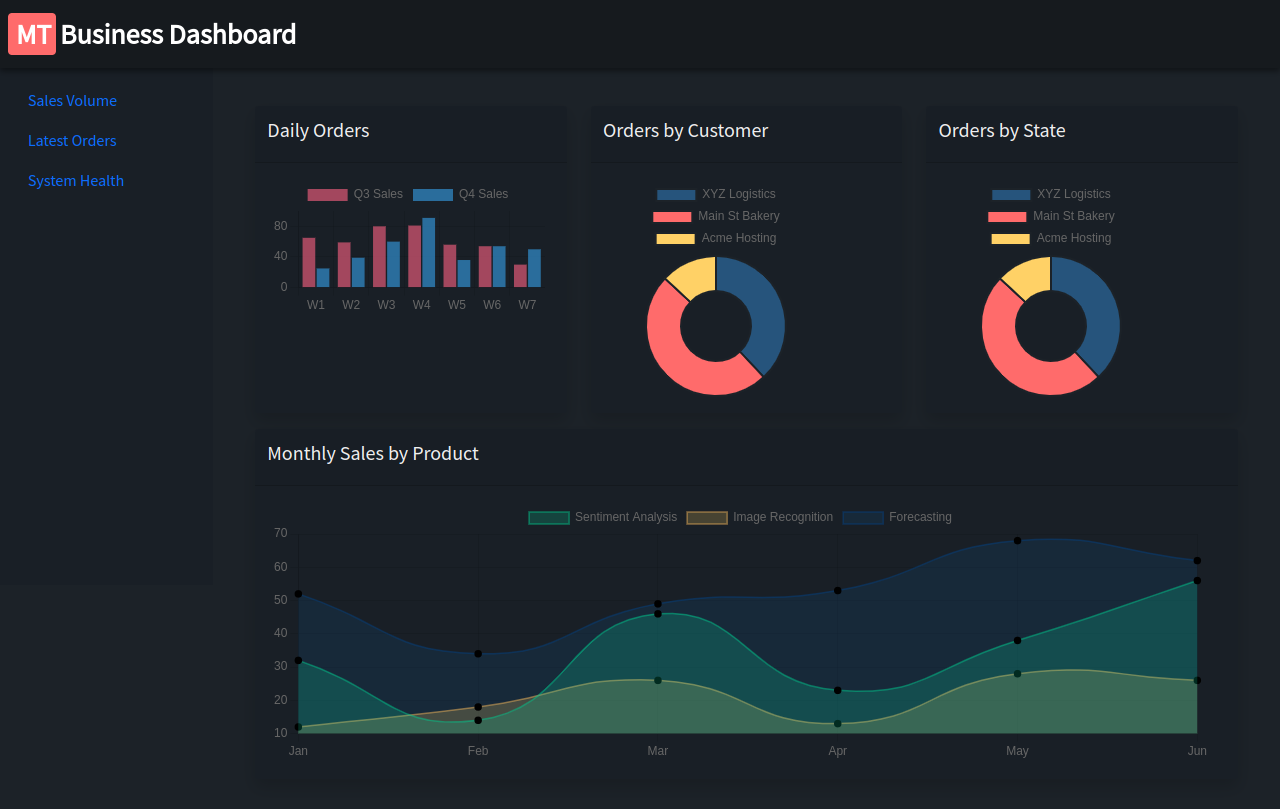 MT Business Dashboard
Sales Volume
Latest Orders
System Health
Daily Orders
Q3 Sales Q4 Sales
80
40
0
W1 W2 W3 W4 W5 W6 W7
Orders by Customer
XYZ Logistics
Main St Bakery
Acme Hosting
Orders by State
XYZ Logistics
Main St Bakery
Acme Hosting
Monthly Sales by Product
Sentiment Analysis Image Recognition Forecasting
70
60
50
40
30
20
10
Jan Feb Mar Apr May Jun